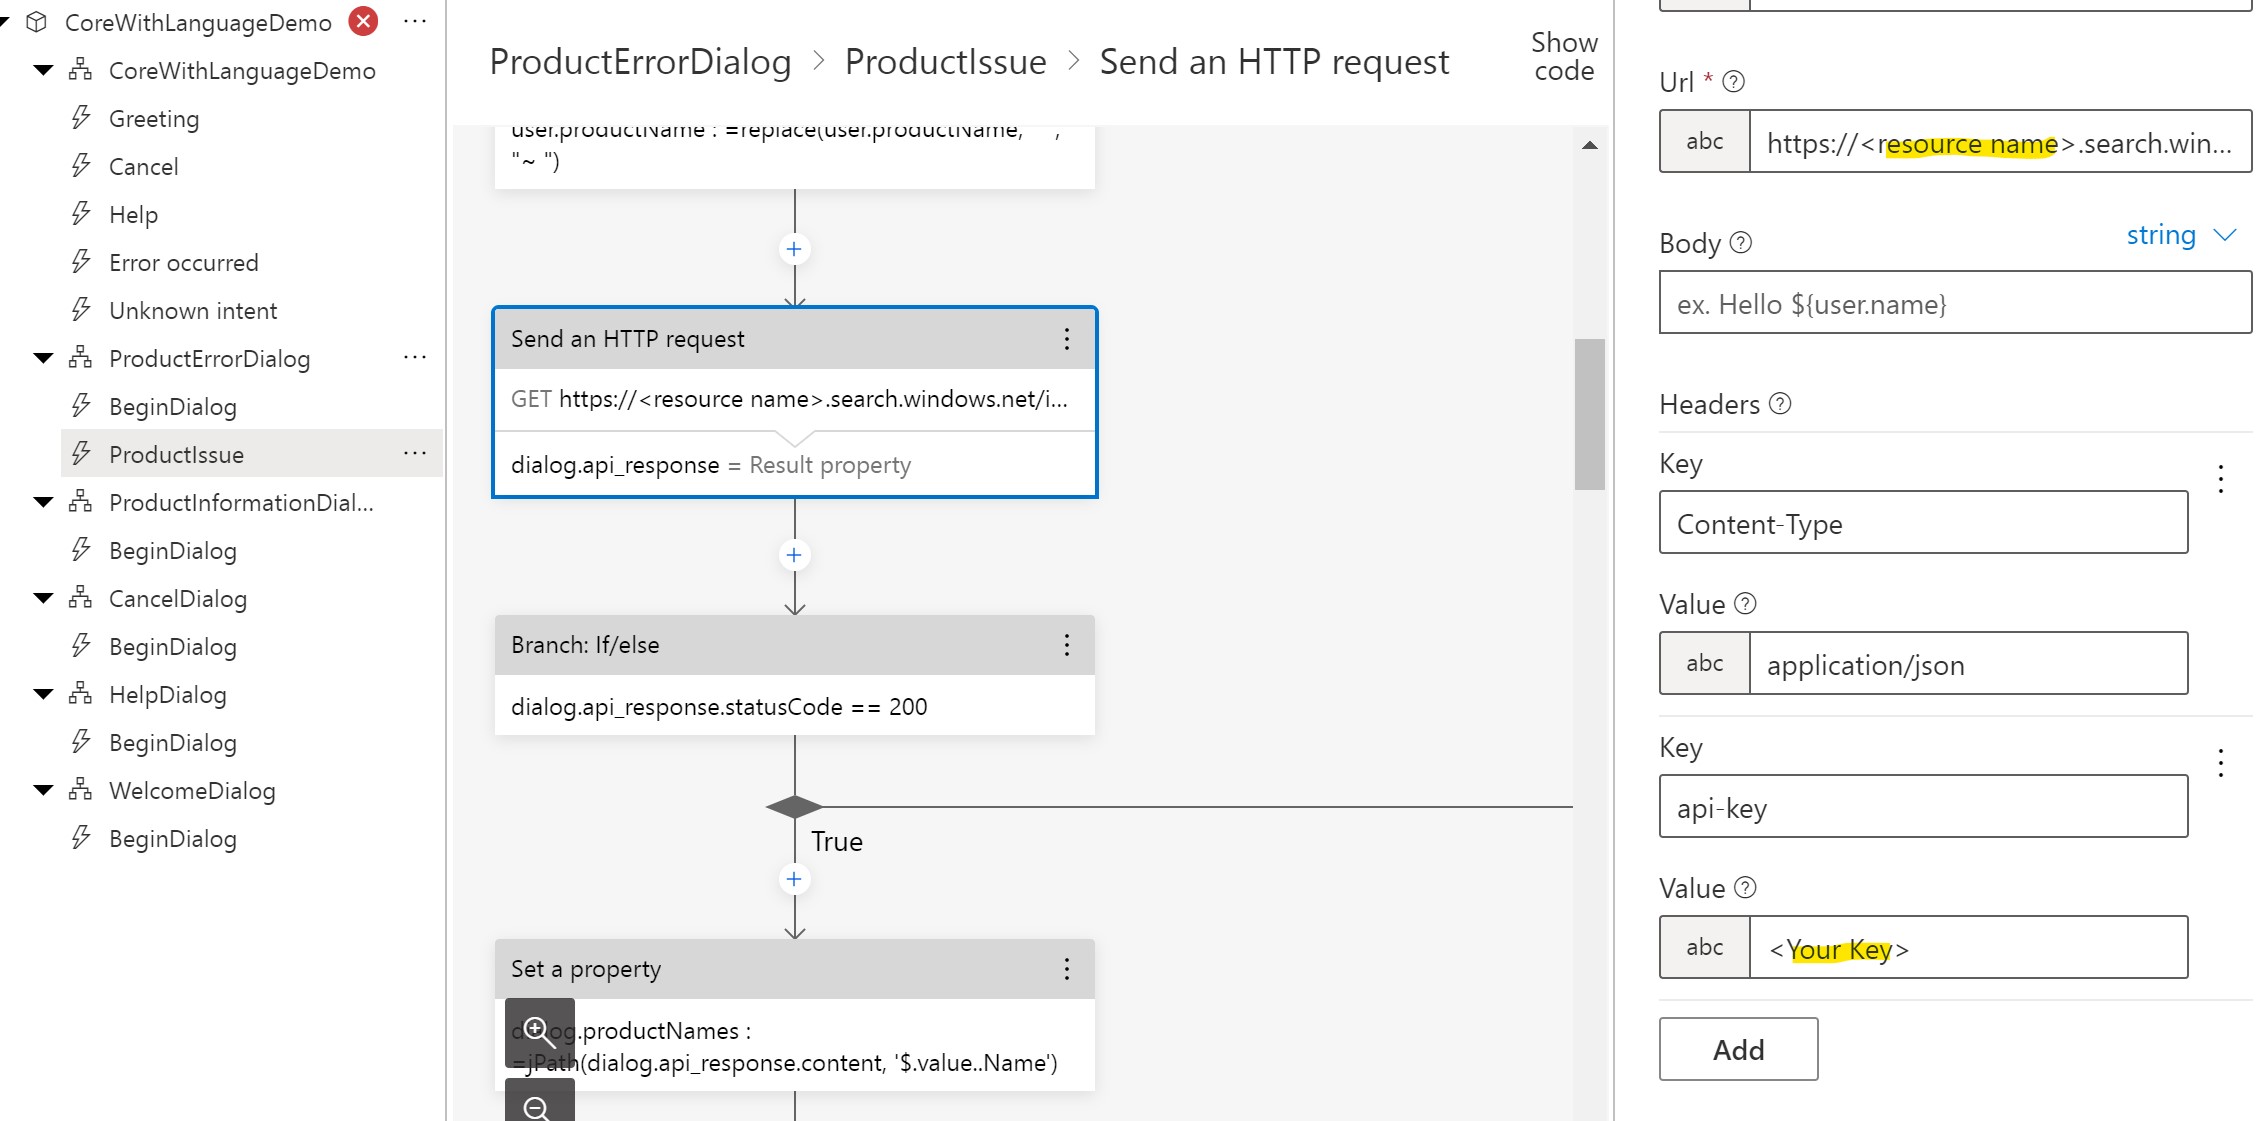 CoreWithLanguageDemo
CoreWithLanguageDemo
Greeting
Cancel
Help
Error occurred
Unknown intent
ProductErrorDialog
BeginDialog
ProductIssue
ProductInformationDial...
BeginDialog
CancelDialog
BeginDialog
HelpDialog
BeginDialog
WelcomeDialog
BeginDialog
ProductErrorDialog > ProductIssue > Send an HTTP request
Show
code
user.productName : =replace(user.productName,
"~ ")
Send an HTTP request
GET https://<resource name>.search.windows.net/i...
dialog.api_response = Result property
Branch: If/else
dialog.api_response.statusCode == 200
True
Set a property
dialog.productNames :
=jPath(dialog.api_response.content, '$.value..Name')
Url * ?
abc https://<resource name>.search.win...
Body ? string
ex. Hello ${user.name}
Headers ?
Key
Content-Type
Value ?
abc application/json
Key
api-key
Value ?
abc <Your Key>
Add